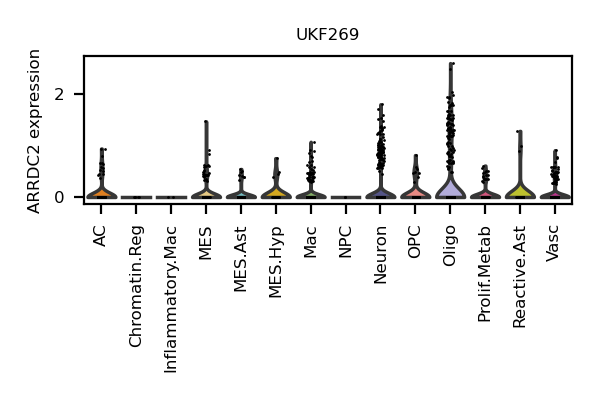 UKF269
ARRDC2 expression
2
0
AC
Chromatin.Reg
Inflammatory.Mac
MES
MES.Ast
MES.Hyp
Mac
NPC
Neuron
OPC
Oligo
Prolif.Metab
Reactive.Ast
Vasc